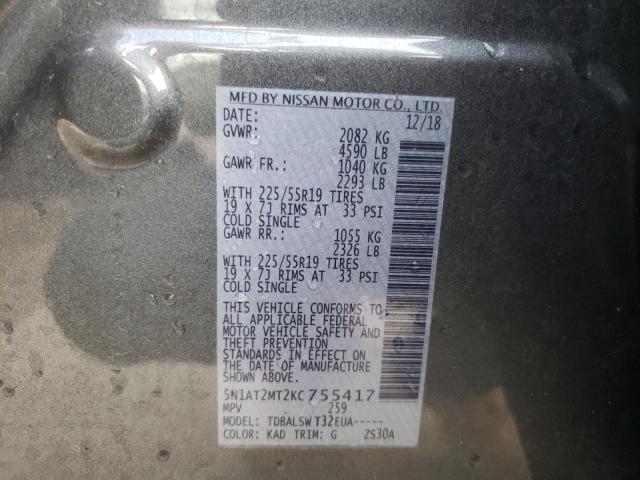 MFD BY NISSAN MOTOR CO., LTD.
DATE: 12/18
GVWR: 2082 KG
4590 LB
GAWR FR.: 1040 KG
2293 LB
WITH 225/55R19 TIRES
19 X 7J RIMS AT 33 PSI
COLD SINGLE
GAWR RR.: 1055 KG
2326 LB
WITH 225/55R19 TIRES
19 X 7J RIMS AT 33 PSI
COLD SINGLE
THIS VEHICLE CONFORMS TO
ALL APPLICABLE FEDERAL
MOTOR VEHICLE SAFETY AND
THEFT PREVENTION
STANDARDS IN EFFECT ON
THE DATE OF MANUFACTURE
SHOWN ABOVE.
5N1AT2MT2KC755417
MPV 259
MODEL: TDBALSWT32EUA-----
COLOR: KAD TRIM: G ZS30A